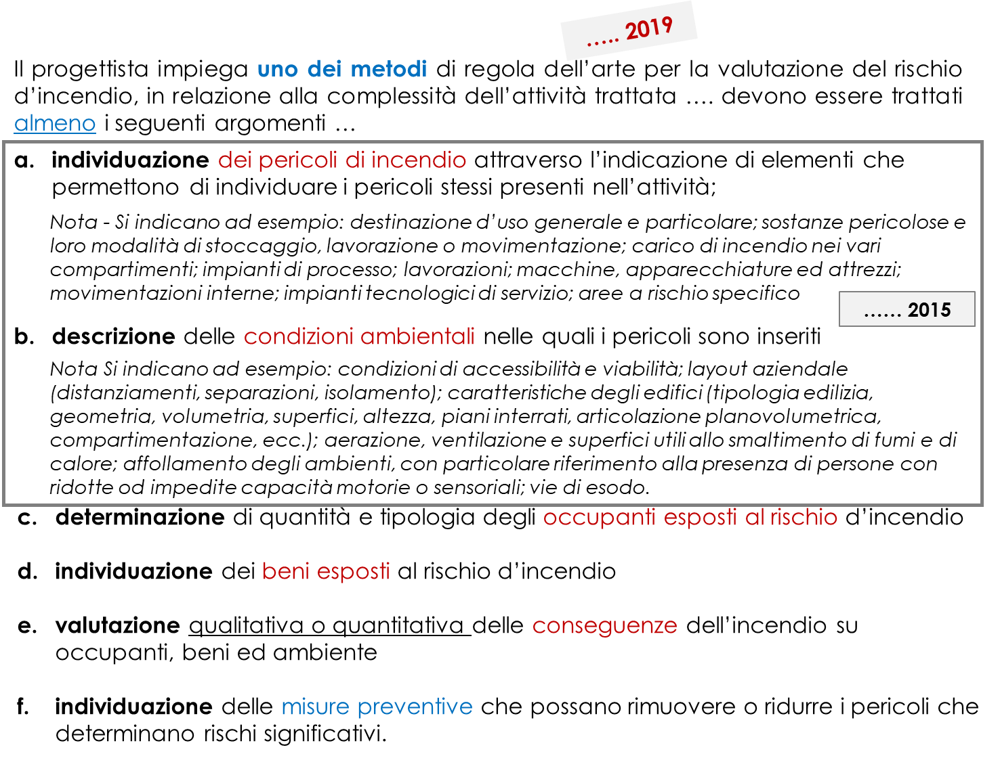 ….. 2019
Il progettista impiega uno dei metodi di regola dell’arte per la valutazione del rischio
d’incendio, in relazione alla complessità dell’attività trattata …. devono essere trattati
almeno i seguenti argomenti …
a. individuazione dei pericoli di incendio attraverso l’indicazione di elementi che
permettono di individuare i pericoli stessi presenti nell’attività;
Nota - Si indicano ad esempio: destinazione d’uso generale e particolare; sostanze pericolose e
loro modalità di stoccaggio, lavorazione o movimentazione; carico di incendio nei vari
compartimenti; impianti di processo; lavorazioni; macchine, apparecchiature ed attrezzi;
movimentazioni interne; impianti tecnologici di servizio; aree a rischio specifico
…... 2015
b. descrizione delle condizioni ambientali nelle quali i pericoli sono inseriti
Nota Si indicano ad esempio: condizioni di accessibilità e viabilità; layout aziendale
(distanziamenti, separazioni, isolamento); caratteristiche degli edifici (tipologia edilizia,
geometria, volumetria, superfici, altezza, piani interrati, articolazione planovolumetrica,
compartimentazione, ecc.); aerazione, ventilazione e superfici utili allo smaltimento di fumi e di
calore; affollamento degli ambienti, con particolare riferimento alla presenza di persone con
ridotte od impedite capacità motorie o sensoriali; vie di esodo.
c. determinazione di quantità e tipologia degli occupanti esposti al rischio d’incendio
d. individuazione dei beni esposti al rischio d’incendio
e. valutazione qualitativa o quantitativa delle conseguenze dell’incendio su
occupanti, beni ed ambiente
f. individuazione delle misure preventive che possano rimuovere o ridurre i pericoli che
determinano rischi significativi.